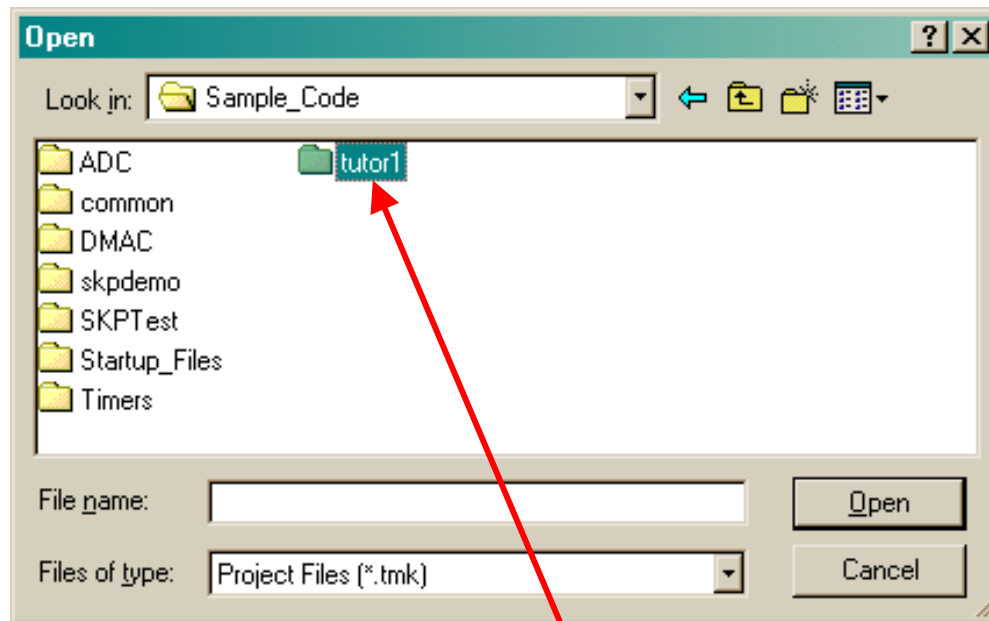 Open
Look in: Sample_Code
ADC
common
DMAC
skpdemo
SKPTest
Startup_Files
Timers
tutor1
File name:
Open
Files of type: Project Files (*.tmk)
Cancel